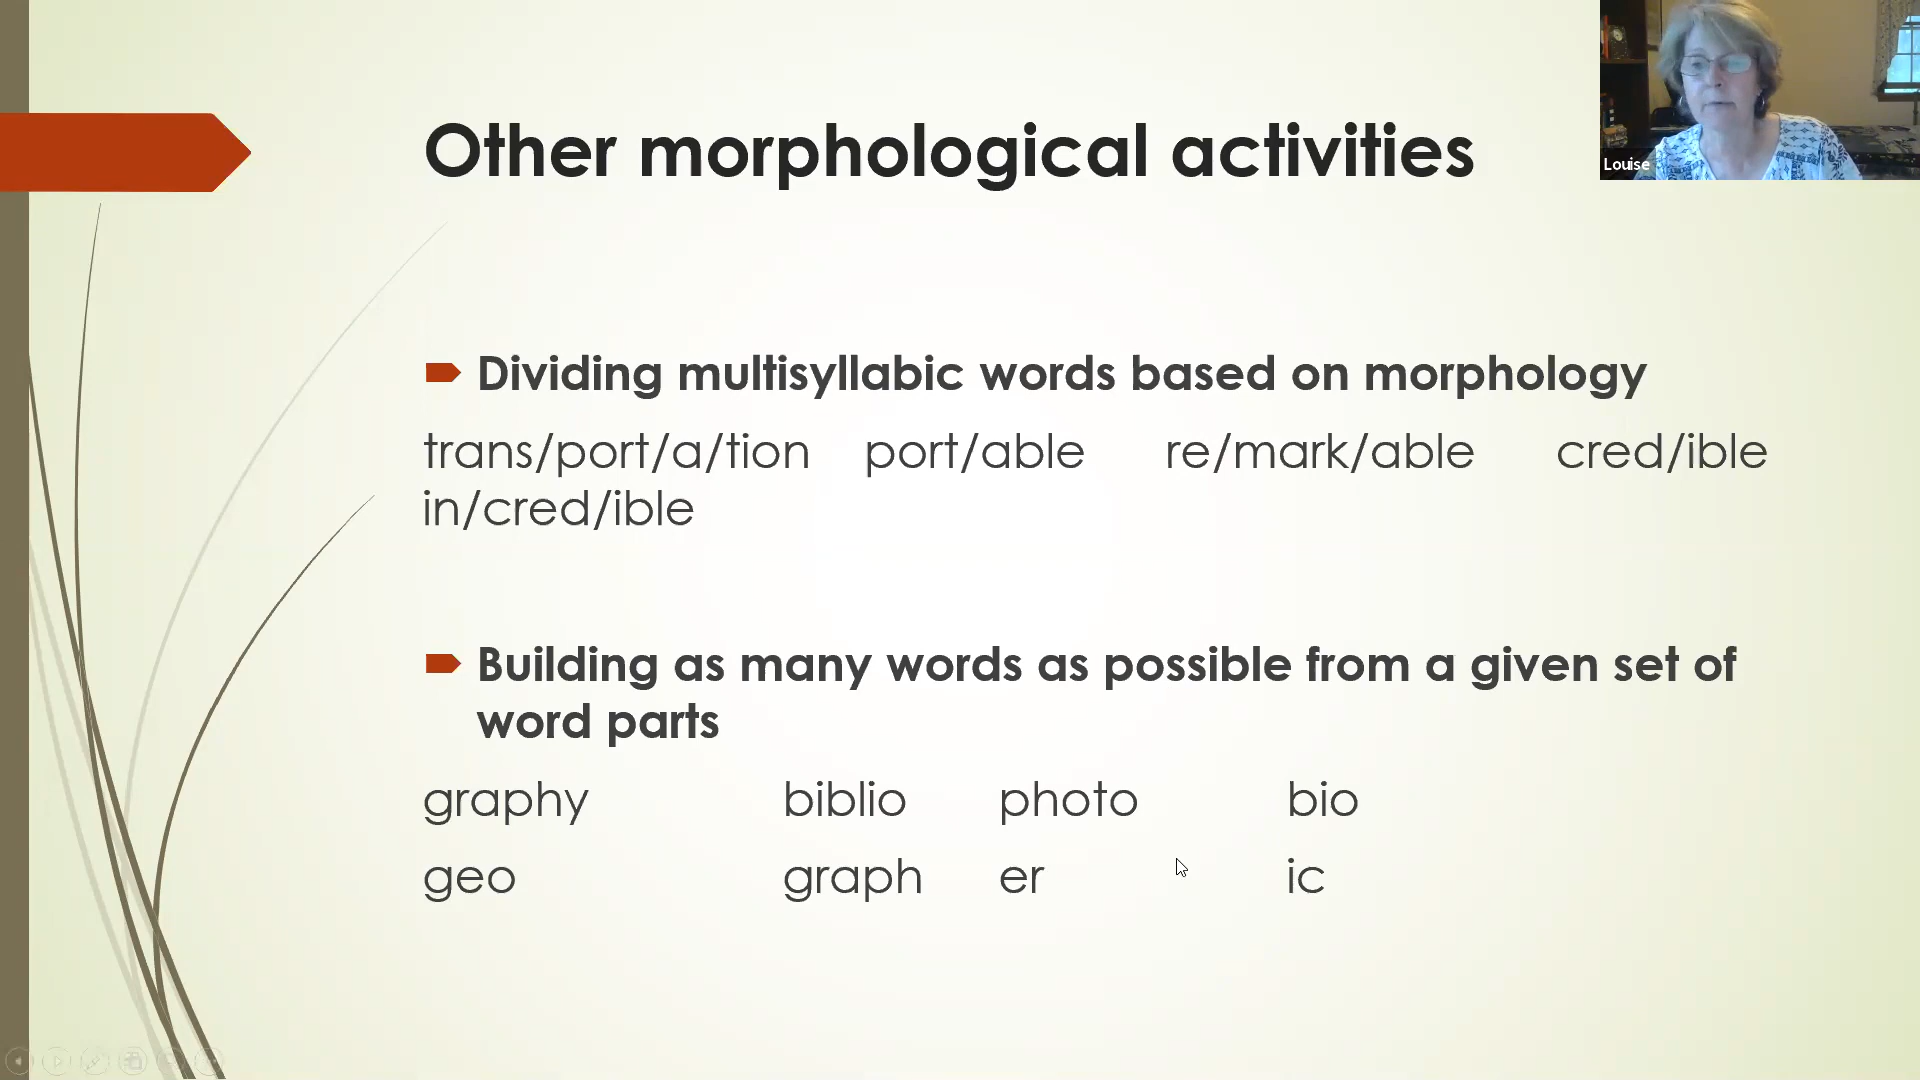 Other morphological activities
Louise
Dividing multisyllabic words based on morphology
trans/port/a/tion port/able re/mark/able cred/ible
in/cred/ible
Building as many words as possible from a given set of
word parts
graphy biblio photo bio
geo graph er ic